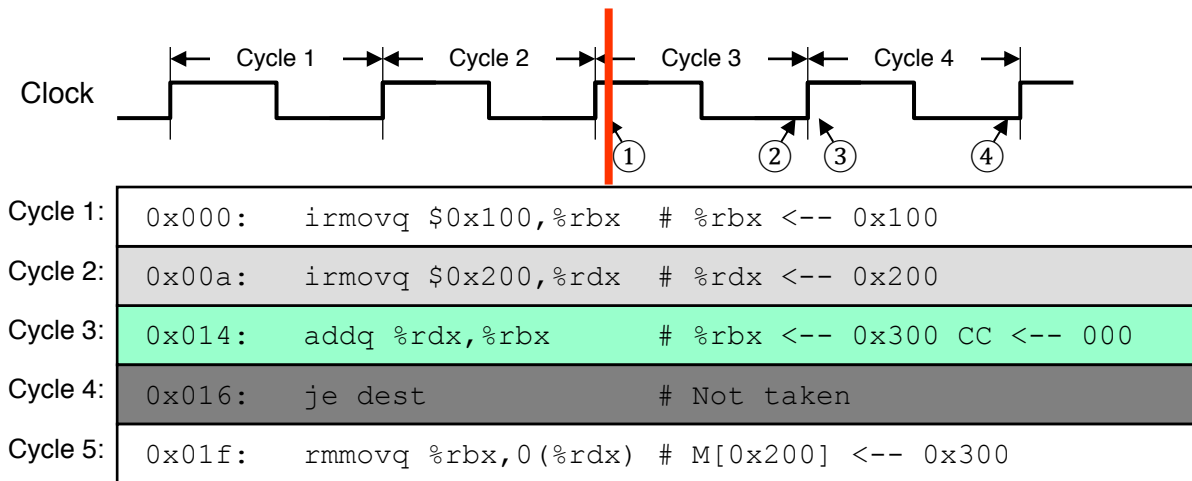 Cycle 1 Cycle 2 Cycle 3 Cycle 4
Clock
① ② ③ ④
Cycle 1: 0x000: irmovq $0x100,%rbx # %rbx <-- 0x100
Cycle 2: 0x00a: irmovq $0x200,%rdx # %rdx <-- 0x200
Cycle 3: 0x014: addq %rdx,%rbx # %rbx <-- 0x300 CC <-- 000
Cycle 4: 0x016: je dest # Not taken
Cycle 5: 0x01f: rmmovq %rbx,0(%rdx) # M[0x200] <-- 0x300